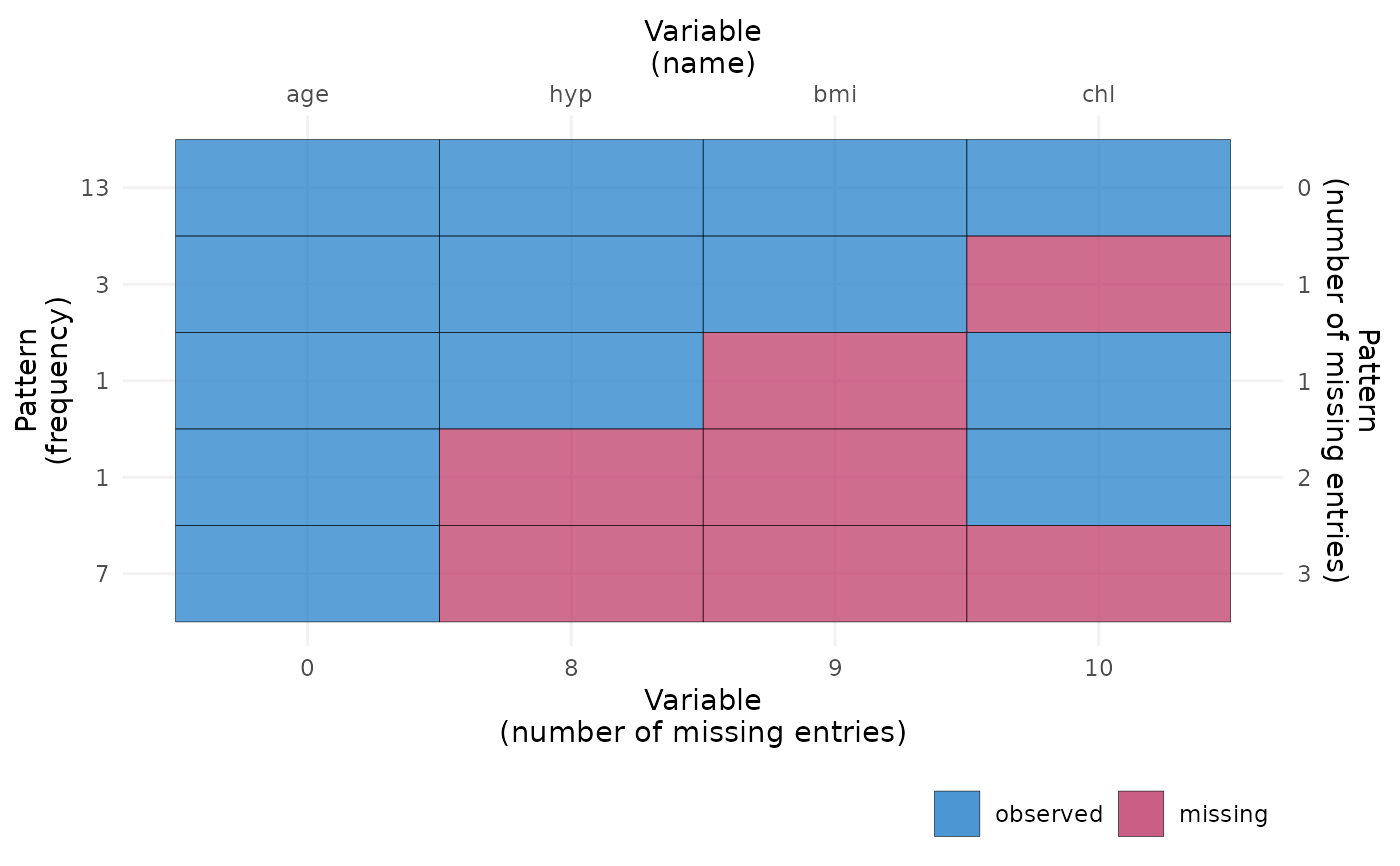 Variable
(name)
age hyp bmi chl
Pattern
(frequency)
13
3
1
1
7
0
1
1
2
3
Pattern
(number of missing entries)
0 8 9 10
Variable
(number of missing entries)
observed missing